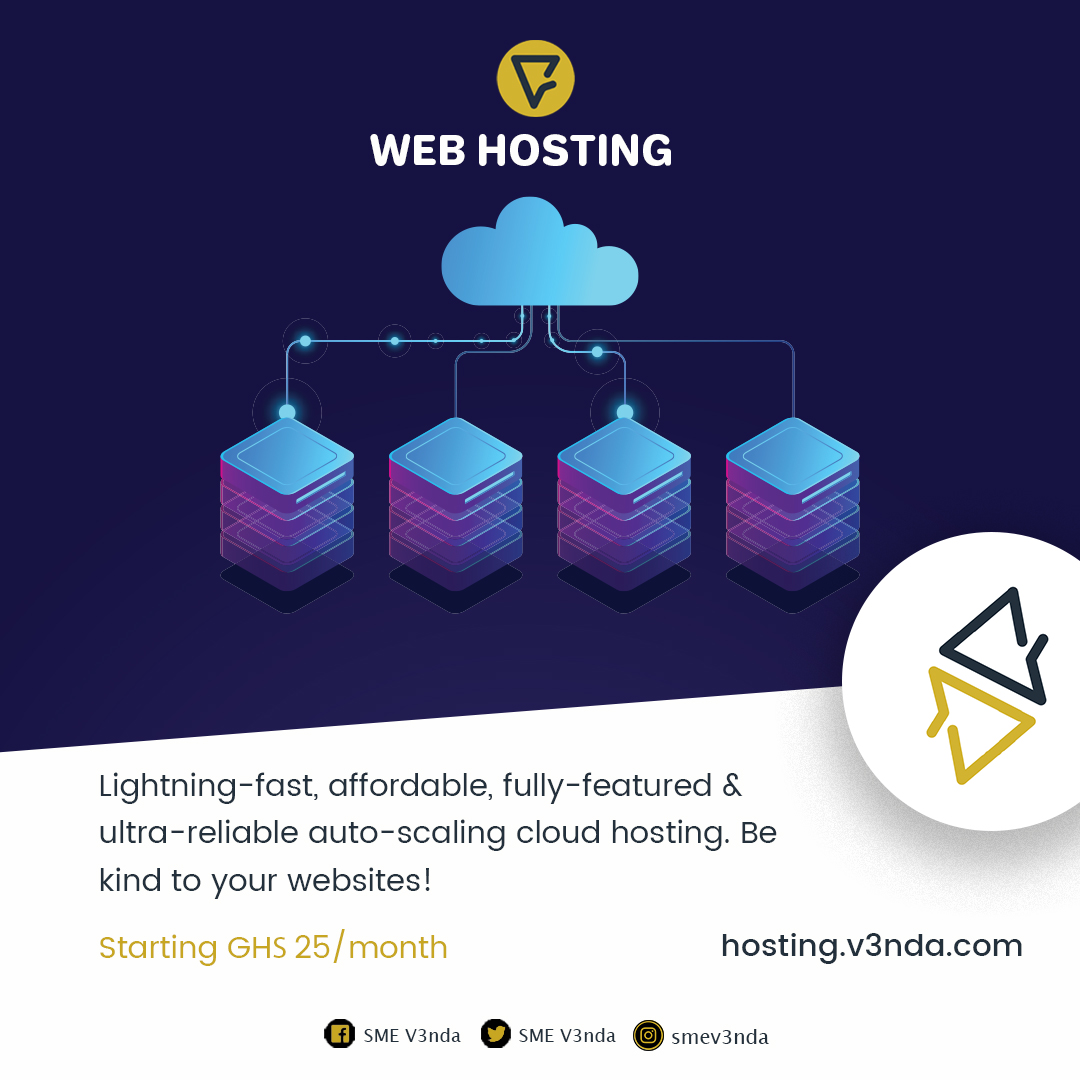 WEB HOSTING
Lightning-fast, affordable, fully-featured &
ultra-reliable auto-scaling cloud hosting. Be
kind to your websites!
Starting GHS 25/month
hosting.v3nda.com
SME V3nda
SME V3nda
smev3nda